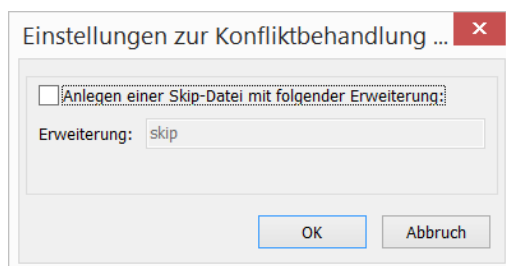 Einstellungen zur Konfliktbehandlung ...
Anlegen einer Skip-Datei mit folgender Erweiterung:
Erweiterung: skip
OK Abbruch